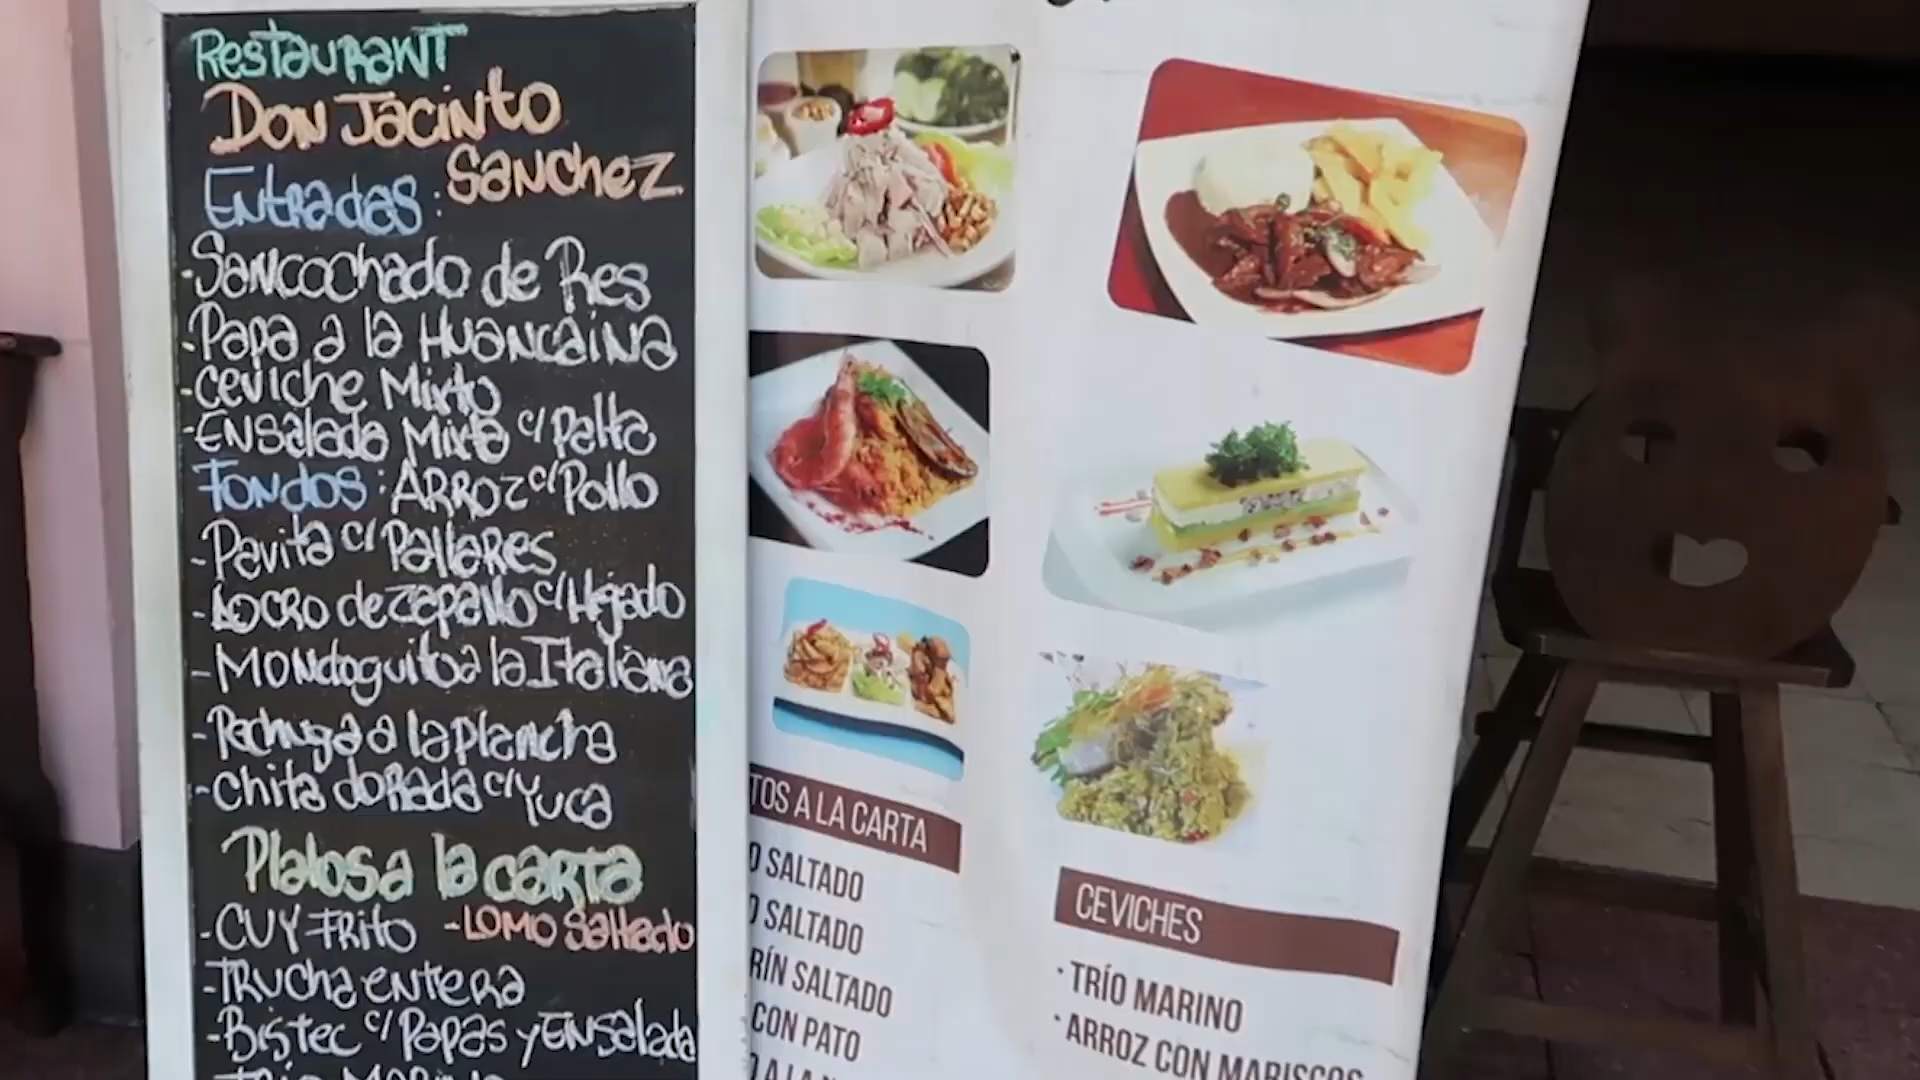 Restaurant
Don Jacinto
Sanchez
Entradas:
-Sancochado de Res
-Papa a la Huancaina
-Ceviche Mixto
-Ensalada Mixta c/Palta
Fondos: Arroz c/Pollo
-Pavita c/Pallares
-Locro de zapallo c/Higado
-Mondoguito a la Italiana
-Pechuga a la plancha
-Chita dorada c/Yuca
Platos a la carta
-Cuy Frito -Lomo Saltado
-Trucha entera
-Bistec c/Papas y Ensalada
TOS A LA CARTA
O SALTADO
O SALTADO
RÍN SALTADO
CON PATO
CEVICHES
· TRÍO MARINO
· ARROZ CON MARISCOS